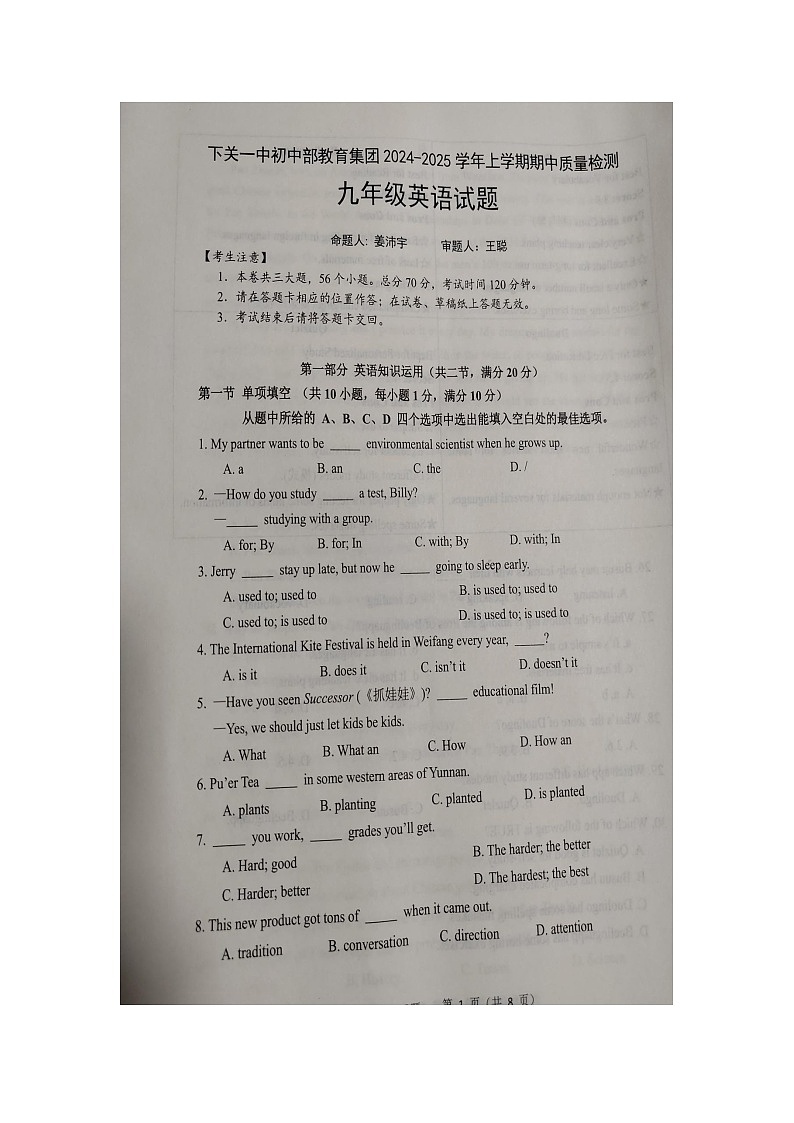 下关一中初中部教育集团 2024-2025 学年上学期期中质量检测
九年级英语试题
命题人: 姜沛宇 审题人: 王聪
【考生注意】
1. 本卷共三大题, 56 个小题。总分 70 分, 考试时间 120 分钟。
2. 请在答题卡相应的位置作答; 在试卷、草稿纸上答题无效。
3. 考试结束后请将答题卡交回。
第一部分 英语知识运用 (共二节, 满分 20 分)
第一节 单项填空 (共 10 小题, 每小题 1 分, 满分 10 分)
从题中所给的 A、B、C、D 四个选项中选出能填入空白处的最佳选项。
1. My partner wants to be _____ environmental scientist when he grows up.
A. a B. an C. the D. /
2. —How do you study _____ a test, Billy?
—_____ studying with a group.
A. for; By B. for; In C. with; By D. with; In
3. Jerry _____ stay up late, but now he _____ going to sleep early.
A. used to; used to B. is used to; used to
C. used to; is used to D. is used to; is used to
4. The International Kite Festival is held in Weifang every year, _____?
A. is it B. does it C. isn't it D. doesn't it
5. —Have you seen Successor (《抓娃娃》)? _____ educational film!
—Yes, we should just let kids be kids.
A. What B. What an C. How D. How an
6. Pu'er Tea _____ in some western areas of Yunnan.
A. plants B. planting C. planted D. is planted
7. _____ you work, _____ grades you'll get.
A. Hard; good B. The harder; the better
C. Harder; better D. The hardest; the best
8. This new product got tons of _____ when it came out.
A. tradition B. conversation C. direction D. attention
第 1 页 (共 8 页)